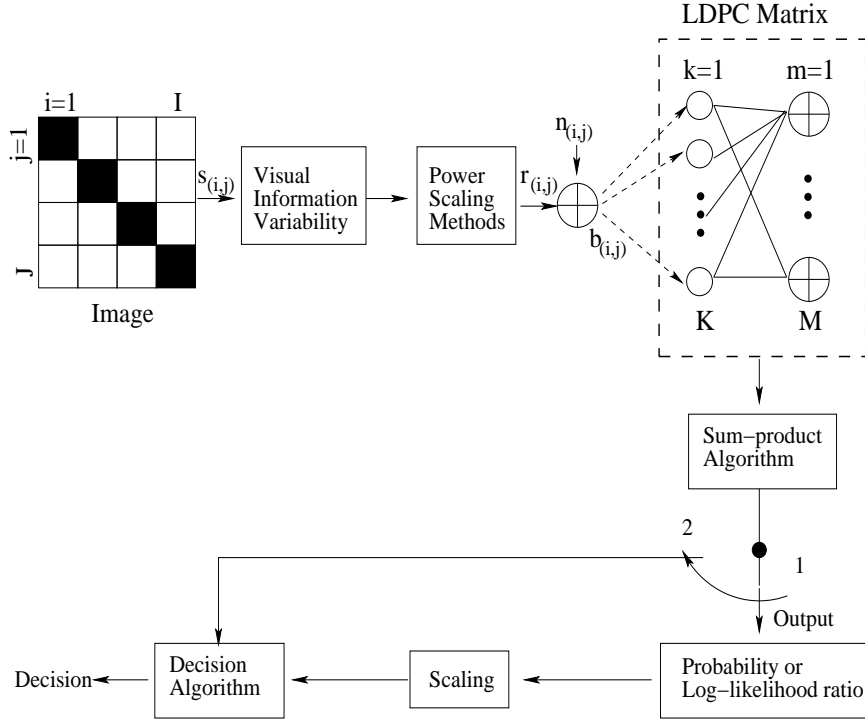 LDPC Matrix
k=1 m=1
i=1 I
j=1
J
Image
s(i,j)
Visual
Information
Variability
Power
Scaling
Methods
r(i,j)
n(i,j)
b(i,j)
K M
Sum−product
Algorithm
2
1
Output
Probability or
Log−likelihood ratio
Scaling
Decision
Algorithm
Decision